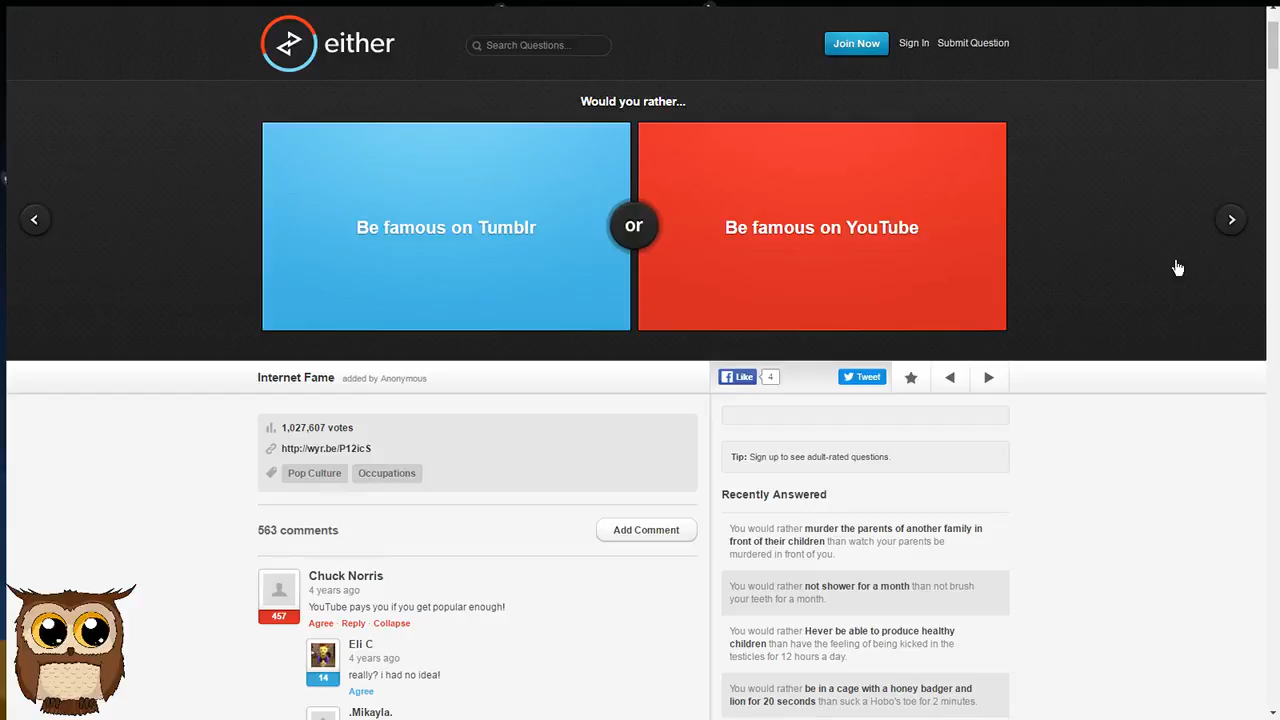 either
Search Questions...
Join Now
Sign In
Submit Question
Would you rather...
Be famous on Tumblr
or
Be famous on YouTube
Internet Fame
added by Anonymous
Like
4
Tweet
1,027,607 votes
http://wyr.be/P12icS
Pop Culture
Occupations
563 comments
Add Comment
Chuck Norris
4 years ago
YouTube pays you if you get popular enough!
457
Agree · Reply · Collapse
Eli C
4 years ago
really? i had no idea!
14
Agree
.Mikayla.
Tip: Sign up to see adult-rated questions.
Recently Answered
You would rather murder the parents of another family in
front of their children than watch your parents be
murdered in front of you.
You would rather not shower for a month than not brush
your teeth for a month.
You would rather Hever be able to produce healthy
children than have the feeling of being kicked in the
testicles for 12 hours a day.
You would rather be in a cage with a honey badger and
lion for 20 seconds than suck a Hobo's toe for 2 minutes.